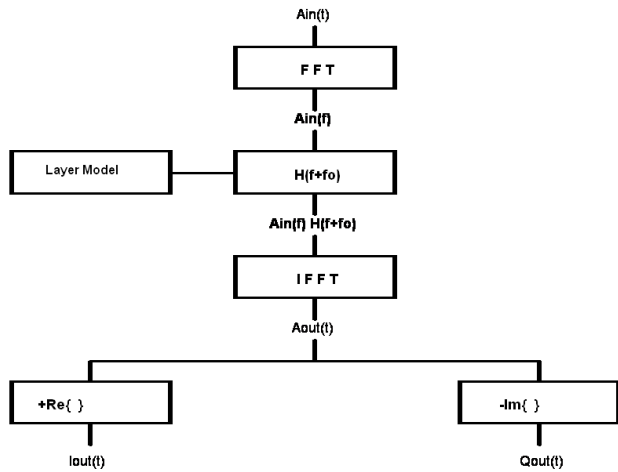 Ain(t)
F F T
Ain(f)
Layer Model
H(f+fo)
Ain(f) H(f+fo)
I F F T
Aout(t)
+Re{ }
-Im{ }
Iout(t)
Qout(t)